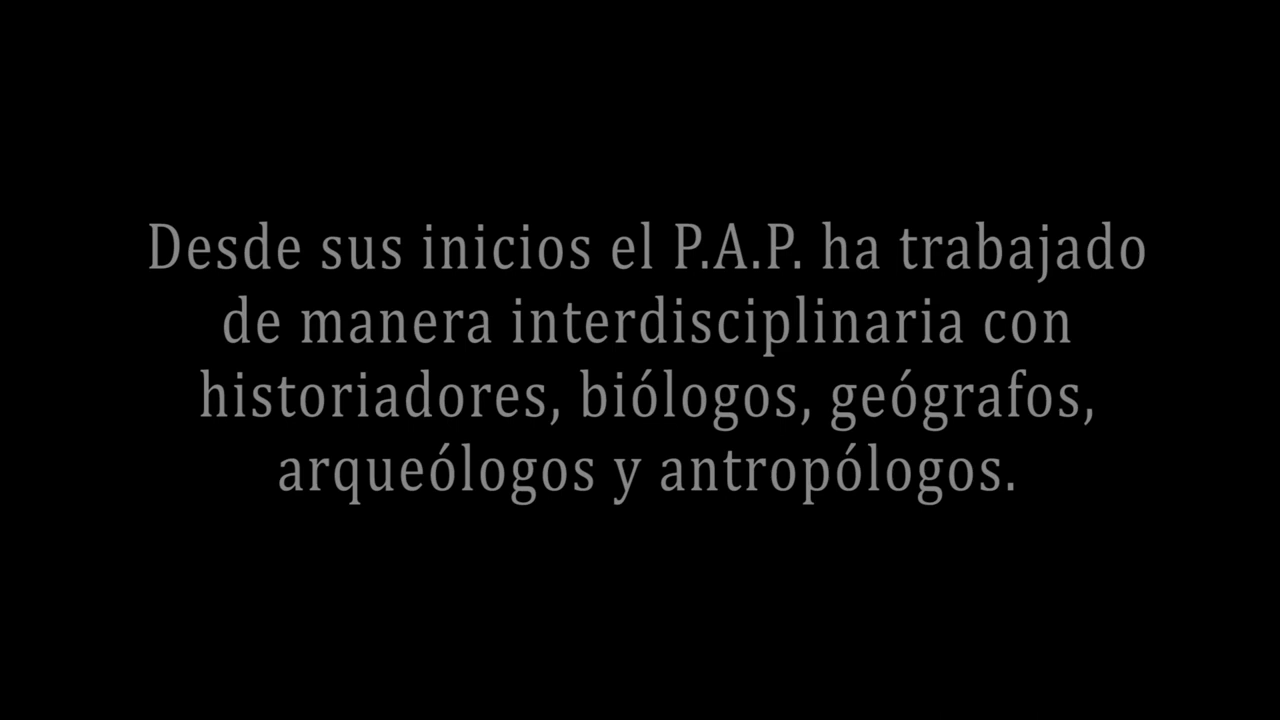 Desde sus inicios el P.A.P. ha trabajado
de manera interdisciplinaria con
historiadores, biólogos, geógrafos,
arqueólogos y antropólogos.